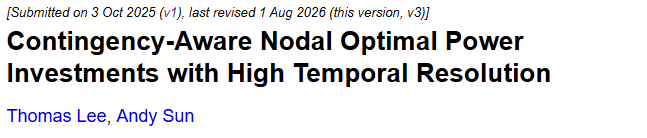 [Submitted on 3 Oct 2025 (v1), last revised 1 Aug 2026 (this version, v3)]
Contingency-Aware Nodal Optimal Power
Investments with High Temporal Resolution
Thomas Lee, Andy Sun